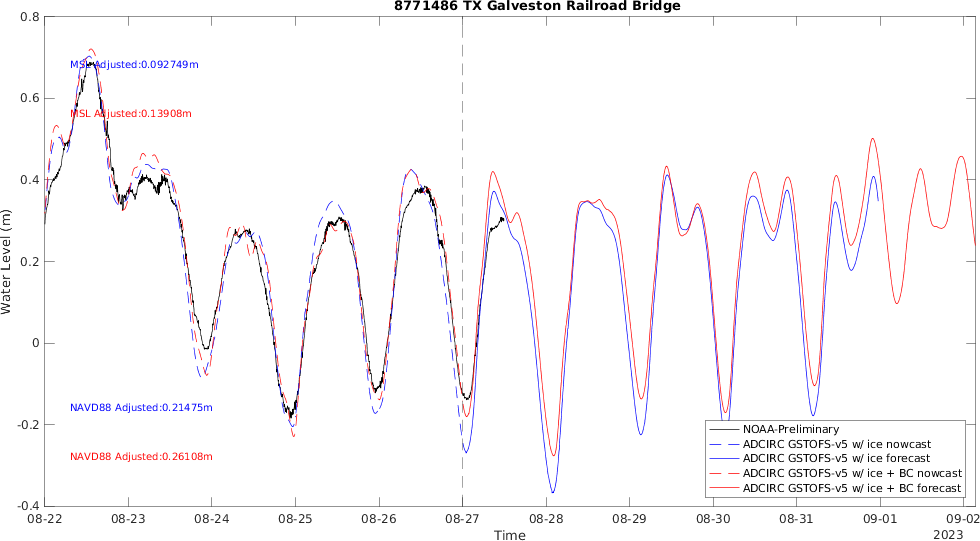 8771486 TX Galveston Railroad Bridge
0.8
0.6
0.4
0.2
0
-0.2
-0.4
Water Level (m)
MSL Adjusted:0.092749m
MSL Adjusted:0.13908m
NAVD88 Adjusted:0.21475m
NAVD88 Adjusted:0.26108m
NOAA-Preliminary
ADCIRC GSTOFS-v5 w/ ice nowcast
ADCIRC GSTOFS-v5 w/ ice forecast
ADCIRC GSTOFS-v5 w/ ice + BC nowcast
ADCIRC GSTOFS-v5 w/ ice + BC forecast
08-22 08-23 08-24 08-25 08-26 08-27 08-28 08-29 08-30 08-31 09-01 09-02
Time
2023